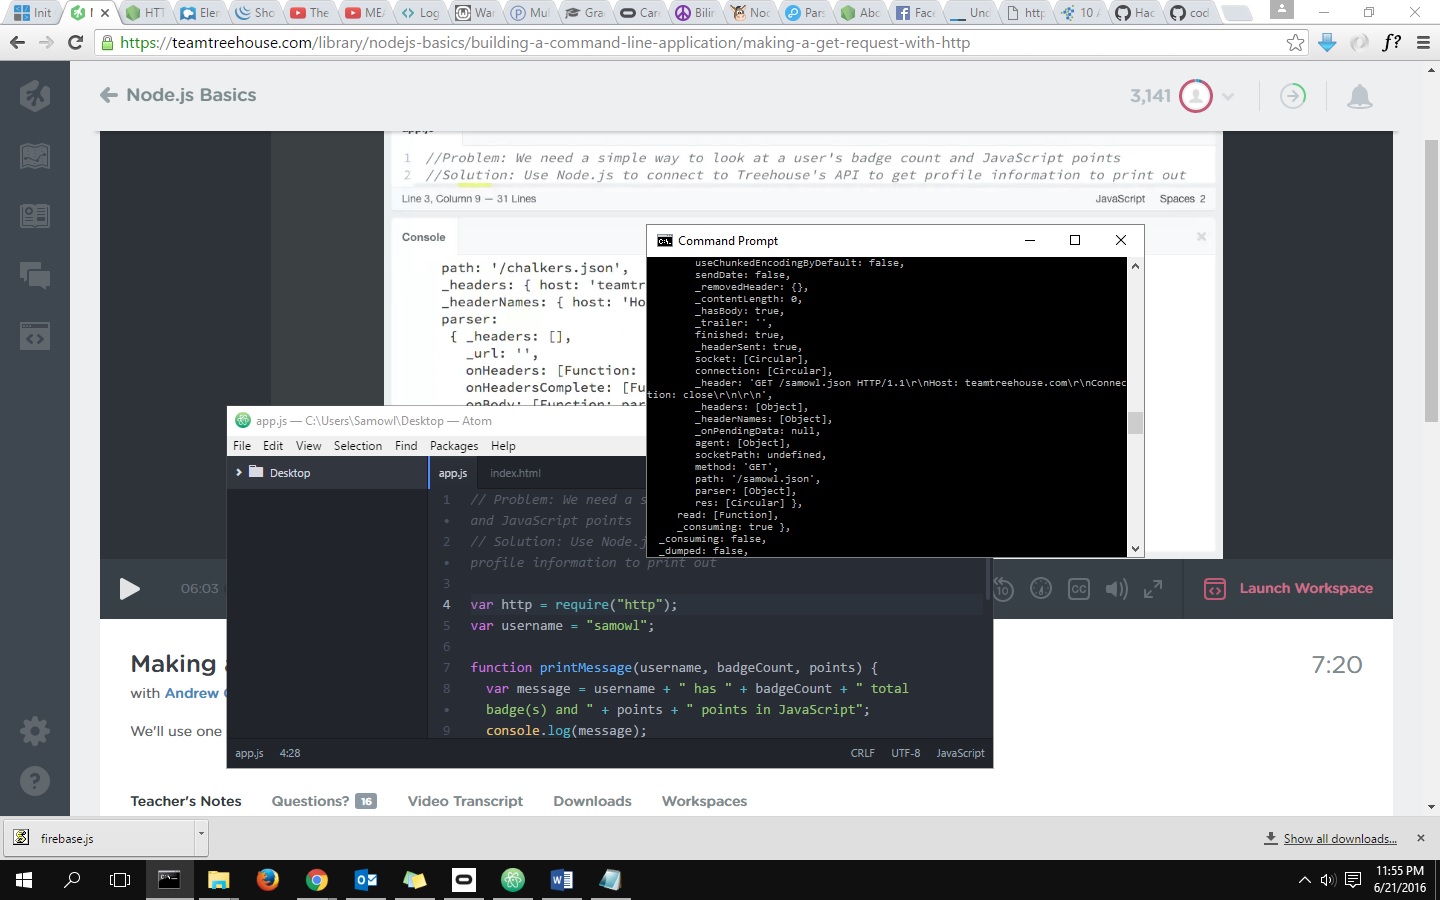 Init
N
HTT
Eler
Sho
The
MEA
Log
War
Mul
Gra
Car
Bilin
Noc
Pars
Abo
Face
Unc
http
10 A
Hac
cod
https://teamtreehouse.com/library/nodejs-basics/building-a-command-line-application/making-a-get-request-with-http
f?
Node.js Basics
3,141
app.js
1 //Problem: We need a simple way to look at a user's badge count and JavaScript points
2 //Solution: Use Node.js to connect to Treehouse's API to get profile information to print out
Line 3, Column 9 — 31 Lines
JavaScript Spaces 2
Console
path: '/chalkers.json',
_headers: { host: 'teamtr
_headerNames: { host: 'Ho
parser:
{ _headers: [],
_url: '',
onHeaders: [Function:
onHeadersComplete: [Fu
onBody: [Function: par
Command Prompt
useChunkedEncodingByDefault: false,
sendDate: false,
_removedHeader: {},
_contentLength: 0,
_hasBody: true,
_trailer: '',
finished: true,
_headerSent: true,
socket: [Circular],
connection: [Circular],
_header: 'GET /samowl.json HTTP/1.1\r\nHost: teamtreehouse.com\r\nConnec
tion: close\r\n\r\n',
_headers: [Object],
_headerNames: [Object],
_onPendingData: null,
agent: [Object],
socketPath: undefined,
method: 'GET',
path: '/samowl.json',
parser: [Object],
res: [Circular] },
read: [Function],
_consuming: true },
_consuming: false,
_dumped: false,
app.js — C:\Users\Samowl\Desktop — Atom
File Edit View Selection Find Packages Help
Desktop
app.js
index.html
1 // Problem: We need a s
• and JavaScript points
2 // Solution: Use Node.j
• profile information to print out
3
4 var http = require("http");
5 var username = "samowl";
6
7 function printMessage(username, badgeCount, points) {
8 var message = username + " has " + badgeCount + " total
• badge(s) and " + points + " points in JavaScript";
9 console.log(message);
app.js 4:28
CRLF UTF-8 JavaScript
06:03
10
CC
Launch Workspace
Making a
7:20
with Andrew C
We'll use one
Teacher's Notes Questions? 16 Video Transcript Downloads Workspaces
firebase.js
Show all downloads...
11:55 PM
6/21/2016